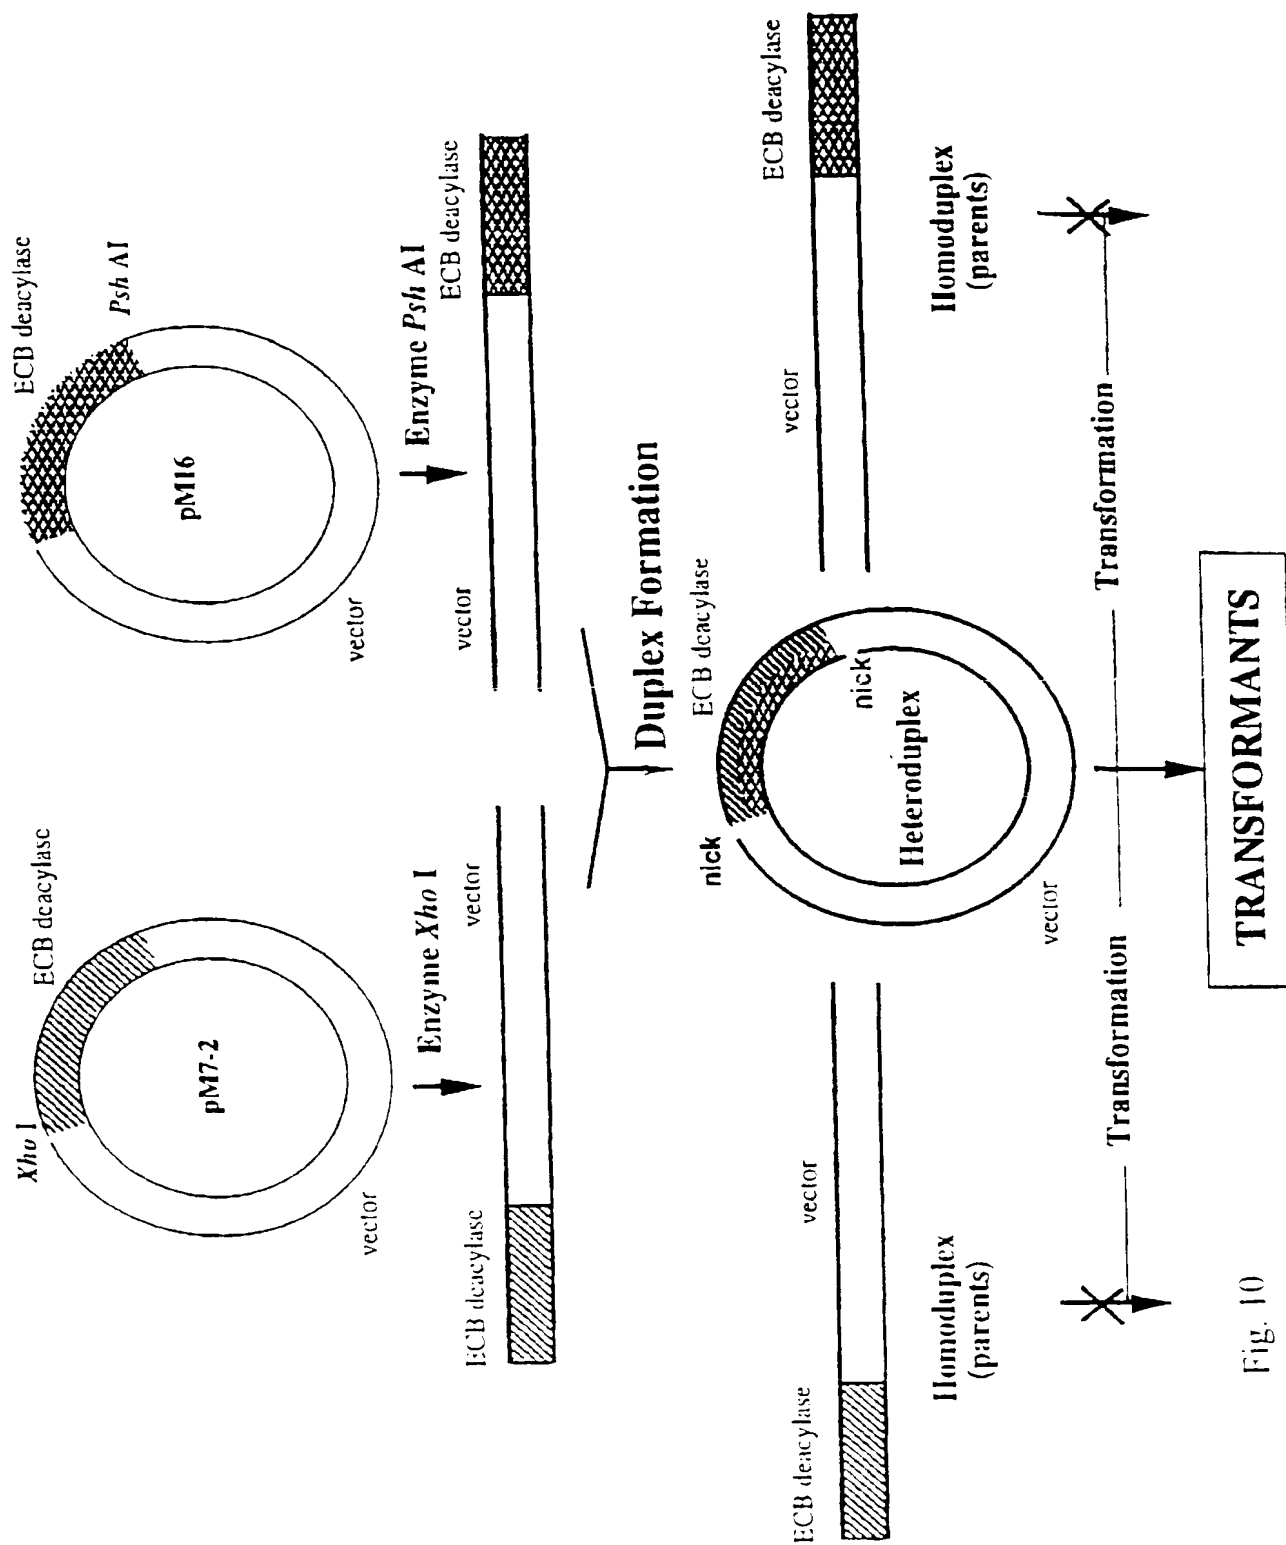 ECB deacylase
Xho I
pM7-2
vector
ECB deacylase
Psh AI
pM16
vector
Enzyme Xho I
Enzyme Psh AI
ECB deacylase
vector
vector
ECB deacylase
Duplex Formation
ECB deacylase
vector
nick
ECB deacylase
nick
Heteroduplex
vector
vector
ECB deacylase
Homoduplex
(parents)
Homoduplex
(parents)
Transformation
Transformation
TRANSFORMANTS
Fig. 10